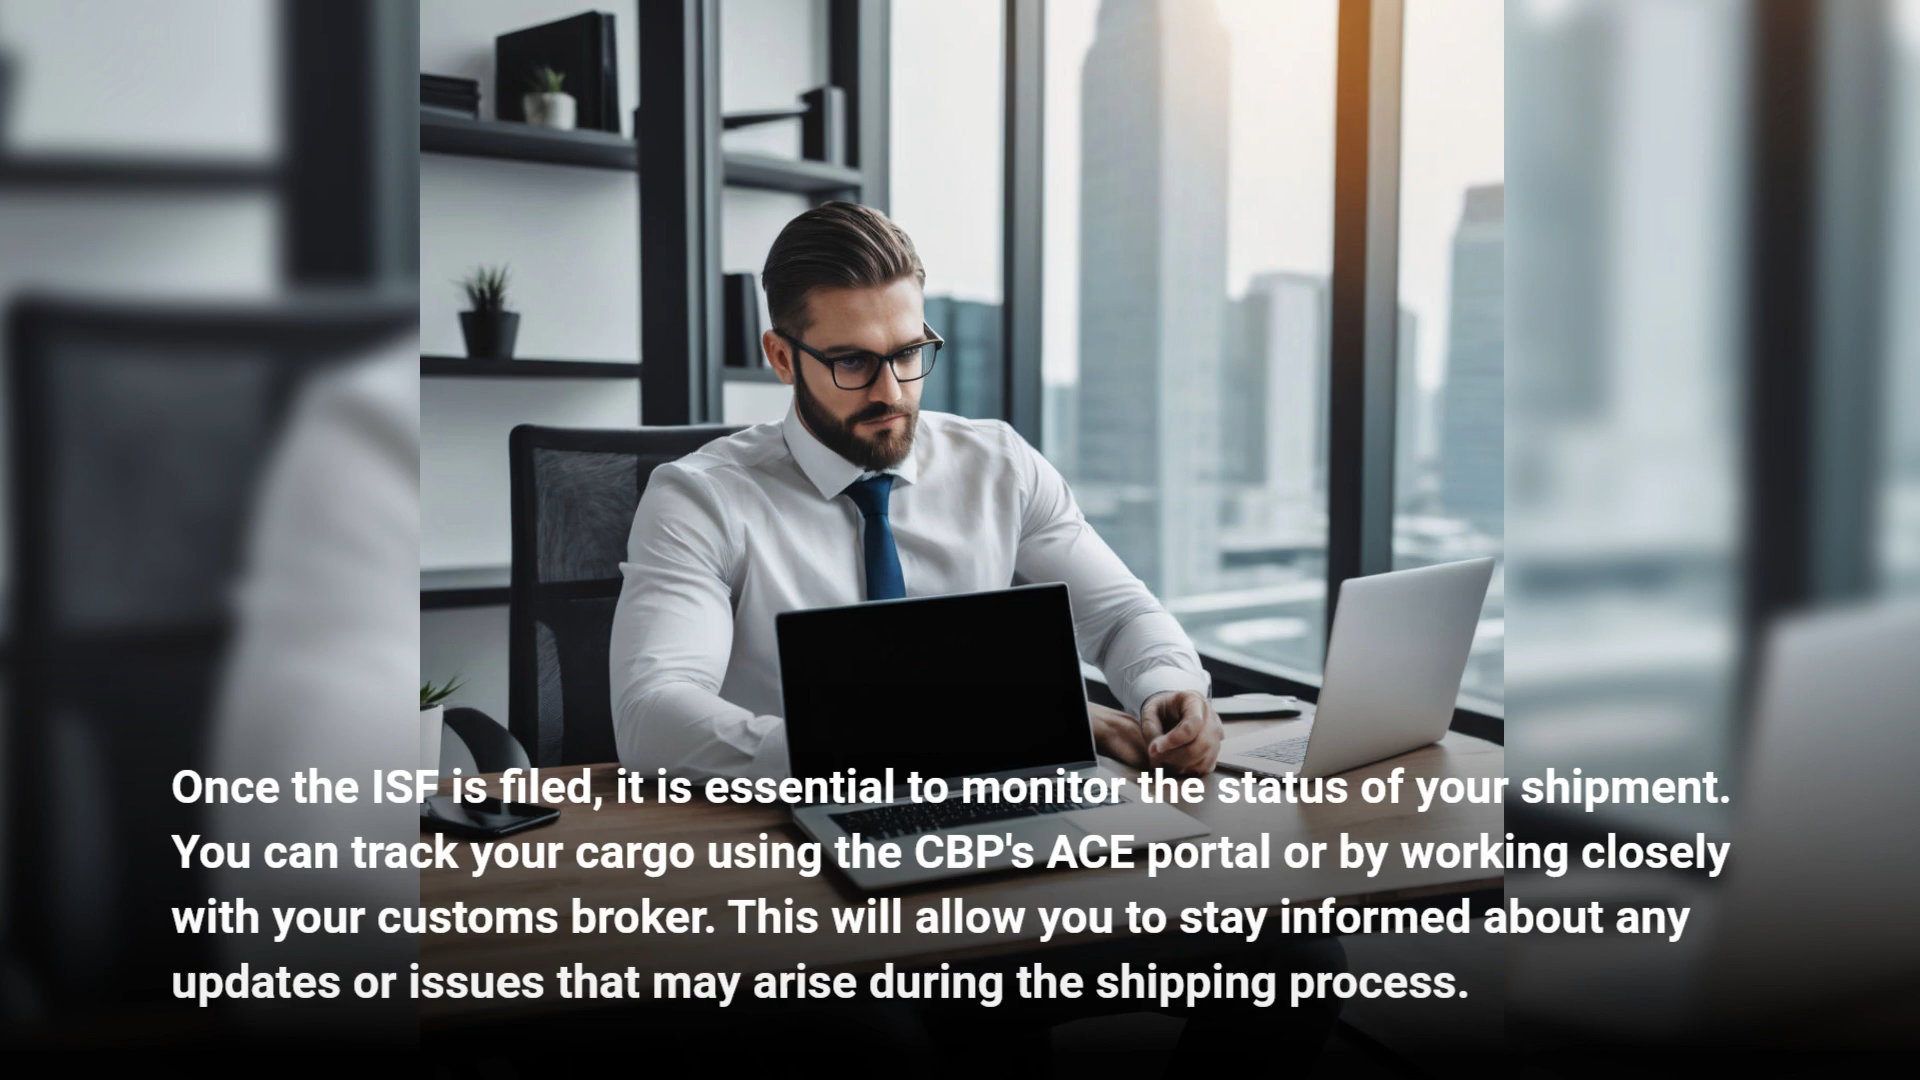 Once the ISF is filed, it is essential to monitor the status of your shipment.
You can track your cargo using the CBP's ACE portal or by working closely
with your customs broker. This will allow you to stay informed about any
updates or issues that may arise during the shipping process.